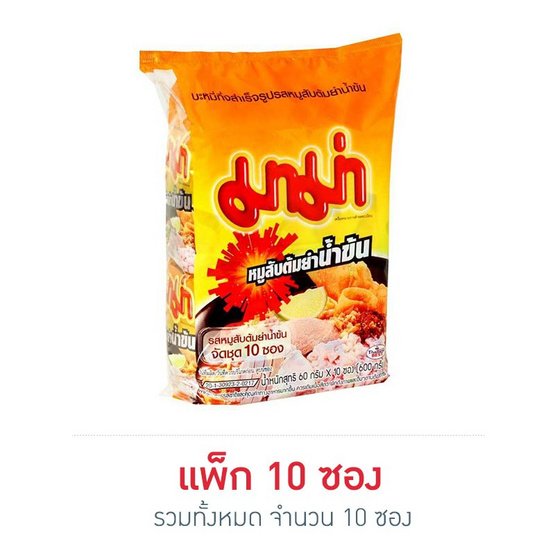 บะหมี่กึ่งสำเร็จรูปรสหมูสับต้มยำน้ำข้น
มาม่า
หมูสับต้มยำน้ำข้น
รสหมูสับต้มยำน้ำข้น
จัดชุด 10 ซอง
น้ำหนักสุทธิ 60 กรัม X 10 ซอง (600 กรัม
แพ็ก 10 ซอง
รวมทั้งหมด จำนวน 10 ซอง